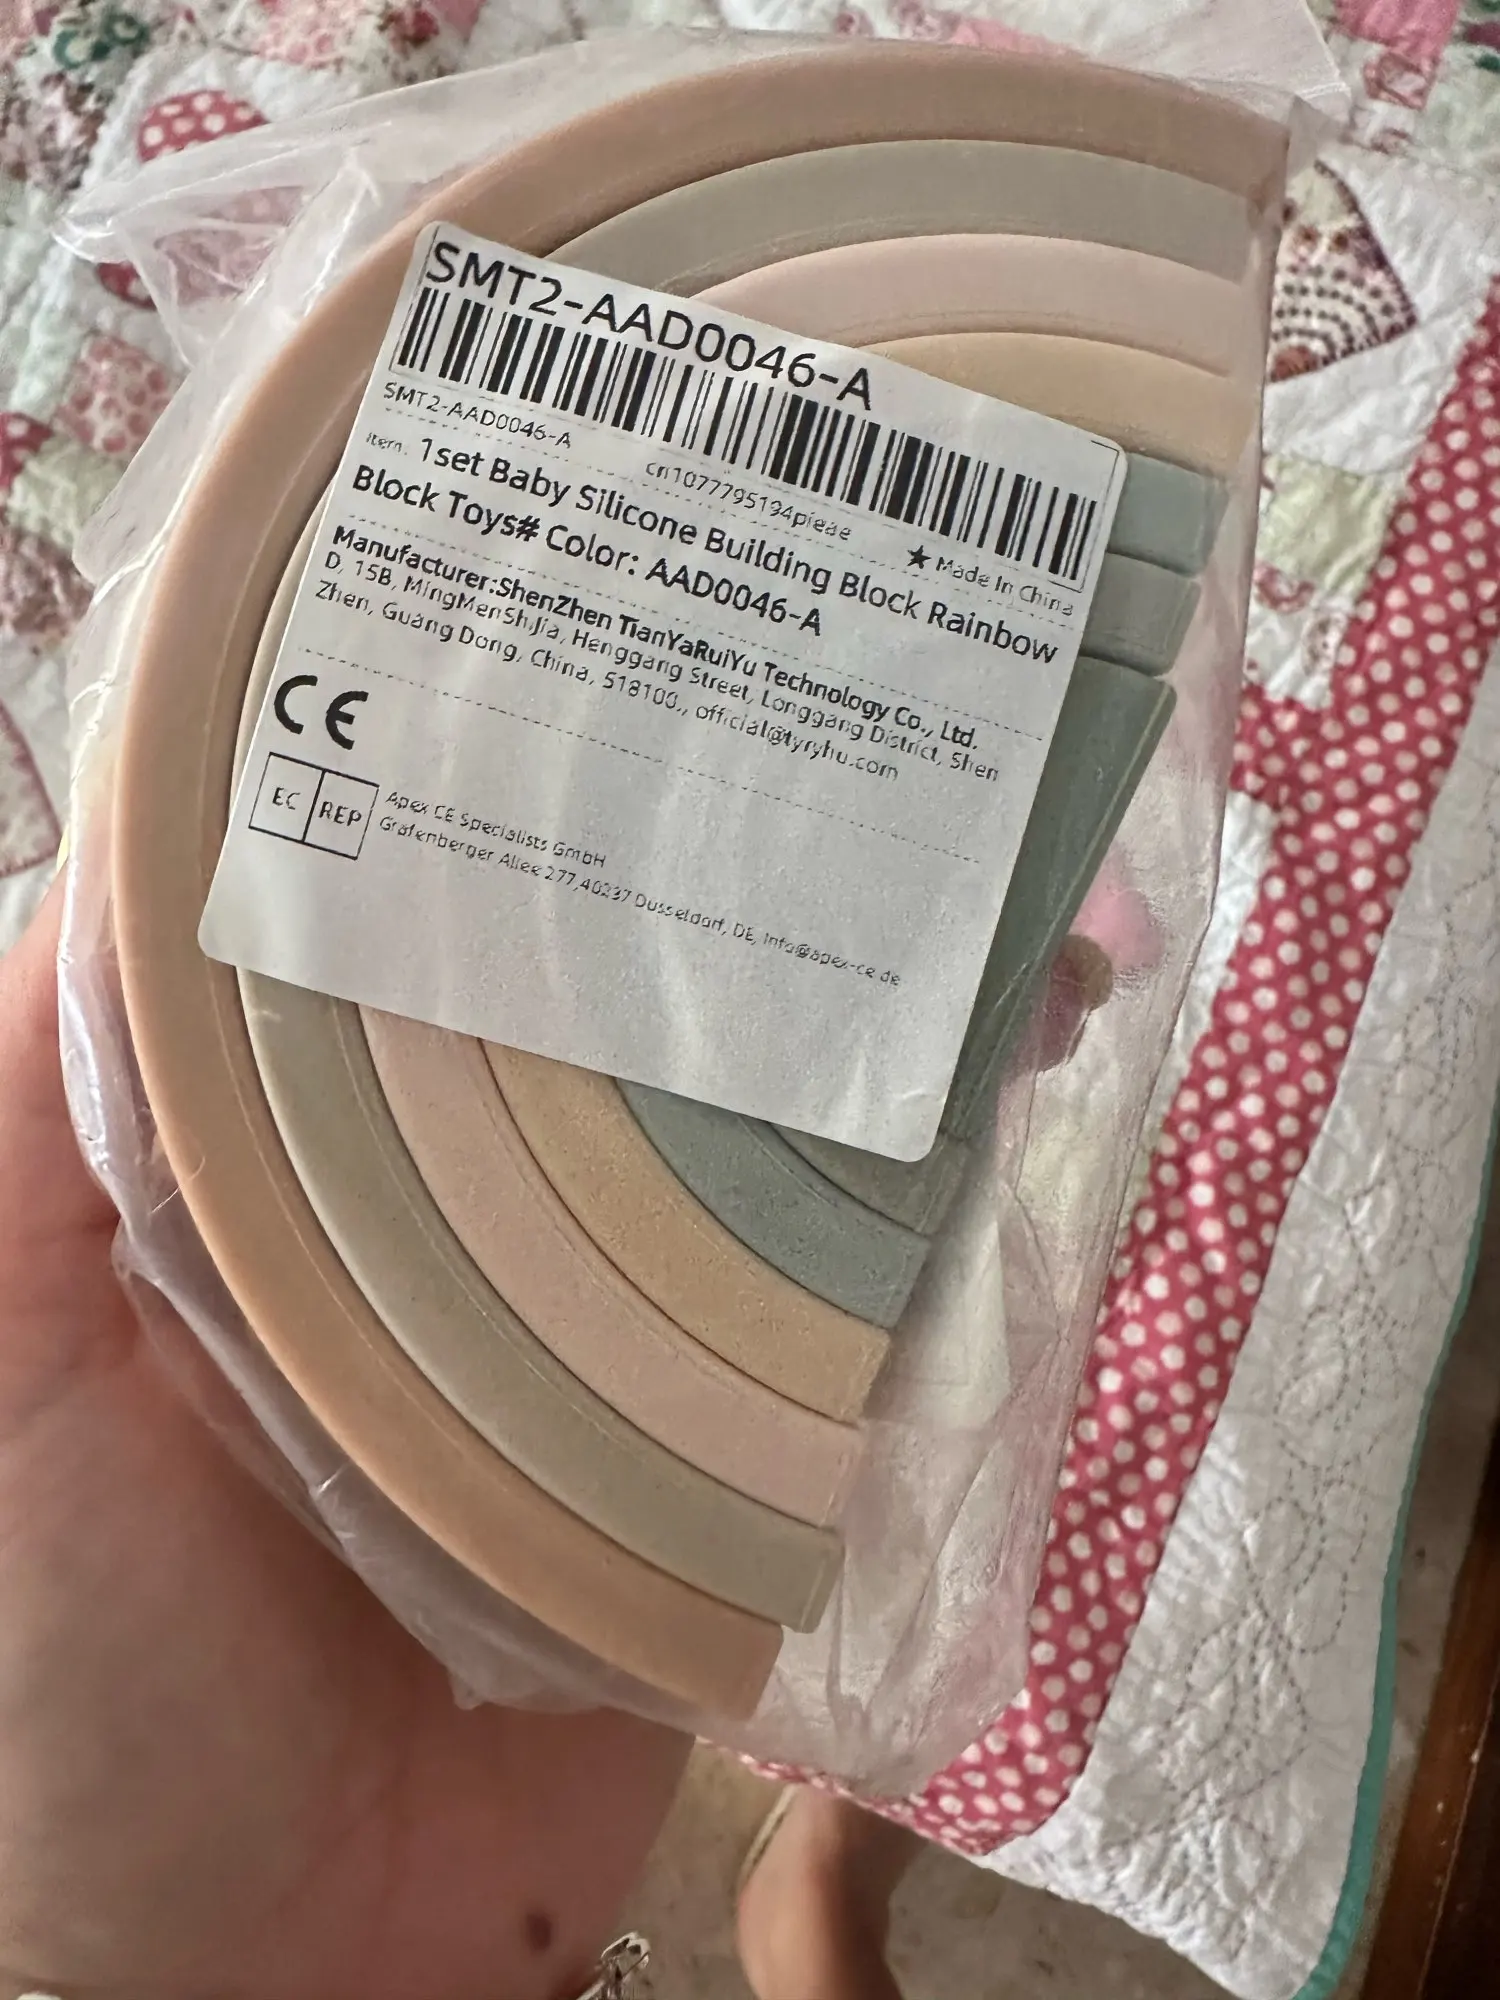 SMT2-AAD0046-A
SMT2-AAD0046-A
cn1077795194pieae
★ Made In China
Item: 1set Baby Silicone Building Block Rainbow
Block Toys# Color: AAD0046-A
Manufacturer:ShenZhen TianYaRuiYu Technology Co., Ltd.
D, 15B, MingMenShiJia, Henggang Street, Longgang District, Shen
Zhen, Guang Dong, China, 518100., official@tyryhu.com
CE
EC REP
Apex CE Specialists GmbH
Grafenberger Allee 277,40237 Dusseldorf, DE, Info@apex-ce.de